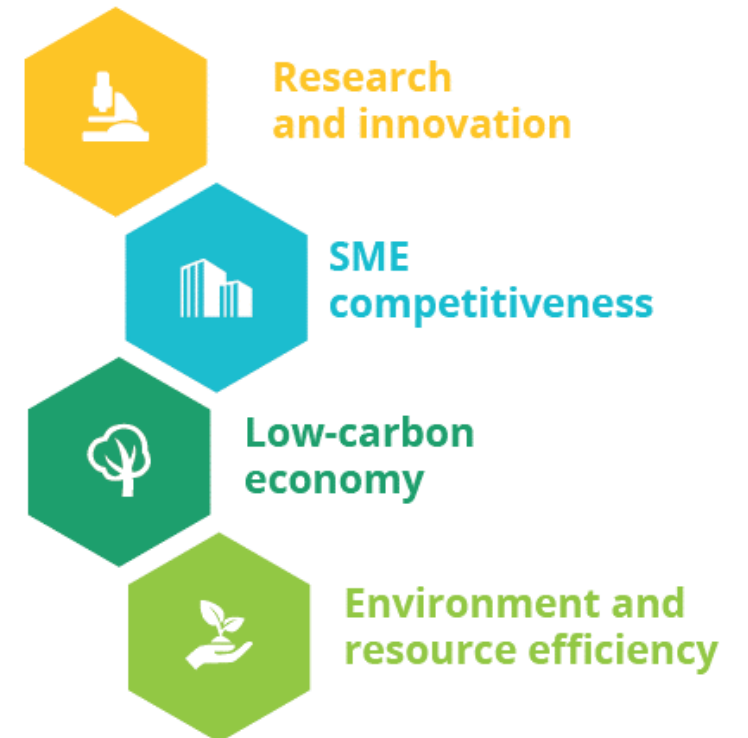 Research
and innovation
SME
competitiveness
Low-carbon
economy
Environment and
resource efficiency